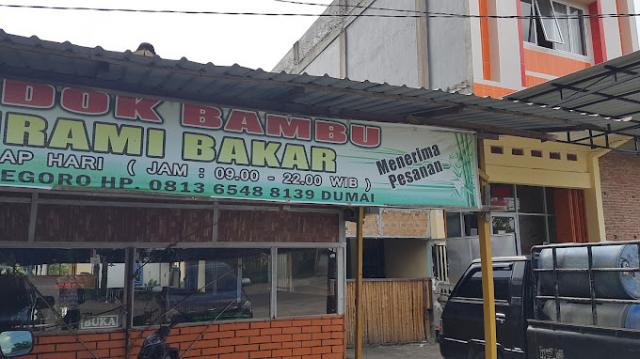 DOK BAMBU
RAMI BAKAR
AP HARI ( JAM : 09.00 - 22.00 WIB )
EGORO HP. 0813 6548 8139 DUMAI
Menerima
Pesanan
BUKA